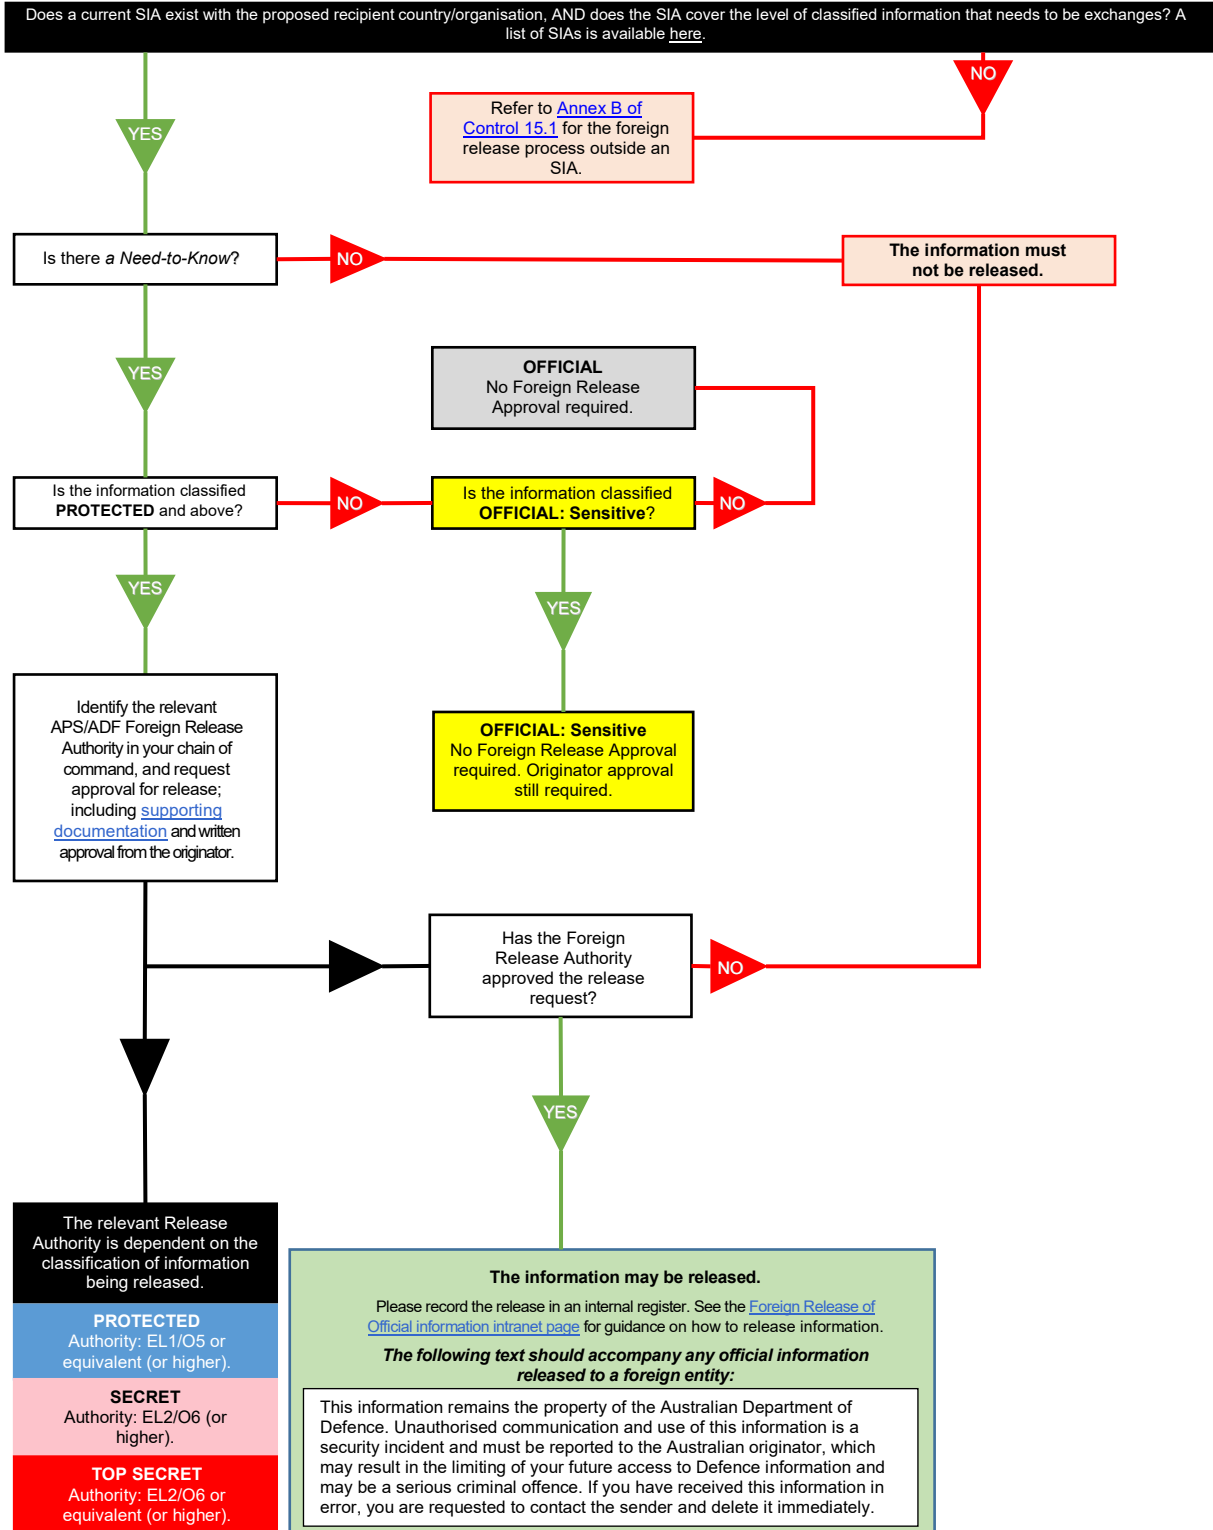 Does a current SIA exist with the proposed recipient country/organisation, AND does the SIA cover the level of classified information that needs to be exchanges? A
list of SIAs is available here.
NO
Refer to Annex B of
Control 15.1 for the foreign
release process outside an
SIA.
YES
Is there a Need-to-Know?
NO
The information must
not be released.
YES
OFFICIAL
No Foreign Release
Approval required.
Is the information classified
PROTECTED and above?
NO
Is the information classified
OFFICIAL: Sensitive?
NO
YES
YES
Identify the relevant
APS/ADF Foreign Release
Authority in your chain of
command, and request
approval for release;
including supporting
documentation and written
approval from the originator.
OFFICIAL: Sensitive
No Foreign Release Approval
required. Originator approval
still required.
Has the Foreign
Release Authority
approved the release
request?
NO
YES
The relevant Release
Authority is dependent on the
classification of information
being released.
PROTECTED
Authority: EL1/O5 or
equivalent (or higher).
SECRET
Authority: EL2/O6 (or
higher).
TOP SECRET
Authority: EL2/O6 or
equivalent (or higher).
The information may be released.
Please record the release in an internal register. See the Foreign Release of
Official information intranet page for guidance on how to release information.
The following text should accompany any official information
released to a foreign entity:
This information remains the property of the Australian Department of
Defence. Unauthorised communication and use of this information is a
security incident and must be reported to the Australian originator, which
may result in the limiting of your future access to Defence information and
may be a serious criminal offence. If you have received this information in
error, you are requested to contact the sender and delete it immediately.